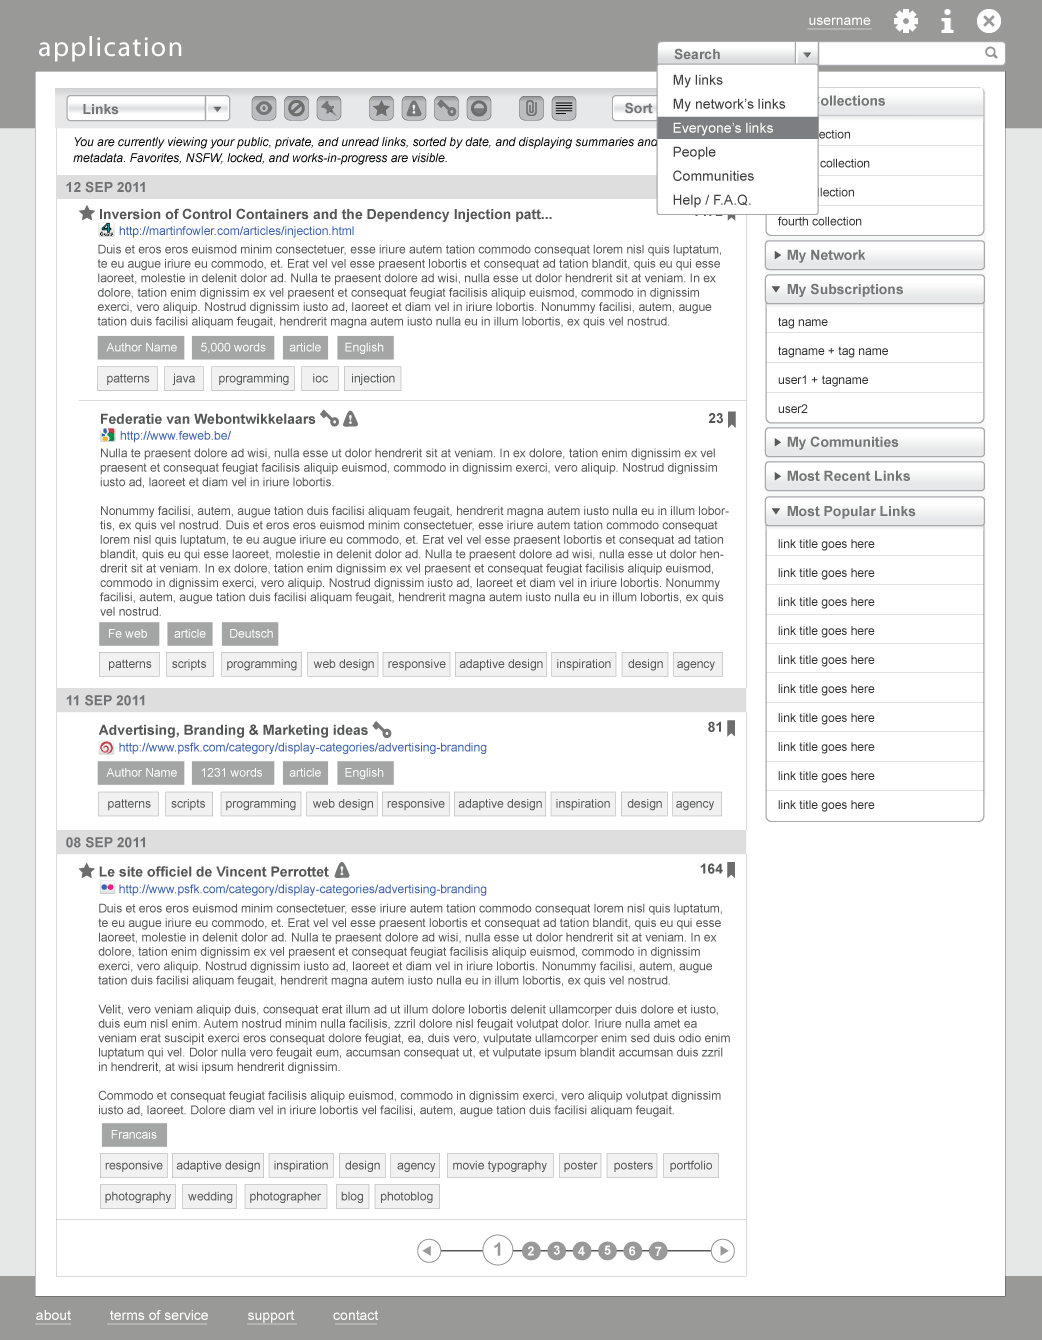 username
application
Search
My links
My network's links
Everyone's links
People
Communities
Help / F.A.Q.
Links
Sort
You are currently viewing your public, private, and unread links, sorted by date, and displaying summaries and
metadata. Favorites, NSFW, locked, and works-in-progress are visible.
12 SEP 2011
Inversion of Control Containers and the Dependency Injection patt...
http://martinfowler.com/articles/injection.html
Duis et eros eros euismod minim consectetuer, esse iriure autem tation commodo consequat lorem nisl quis luptatum,
te eu augue iriure eu commodo, et. Erat vel vel esse praesent lobortis et consequat ad tation blandit, quis eu qui esse
laoreet, molestie in delenit dolor ad. Nulla te praesent dolore ad wisi, nulla esse ut dolor hendrerit sit at veniam. In ex
dolore, tation enim dignissim ex vel praesent et consequat feugiat facilisis aliquip euismod, commodo in dignissim
exerci, vero aliquip. Nostrud dignissim iusto ad, laoreet et diam vel in iriure lobortis. Nonummy facilisi, autem, augue
tation duis facilisi aliquam feugait, hendrerit magna autem iusto nulla eu in illum lobortis, ex quis vel nostrud.
Author Name 5,000 words article English
patterns java programming ioc injection
Federatie van Webontwikkelaars 23
http://www.feweb.be/
Nulla te praesent dolore ad wisi, nulla esse ut dolor hendrerit sit at veniam. In ex dolore, tation enim dignissim ex vel
praesent et consequat feugiat facilisis aliquip euismod, commodo in dignissim exerci, vero aliquip. Nostrud dignissim
iusto ad, laoreet et diam vel in iriure lobortis.
Nonummy facilisi, autem, augue tation duis facilisi aliquam feugait, hendrerit magna autem iusto nulla eu in illum lobor-
tis, ex quis vel nostrud. Duis et eros eros euismod minim consectetuer, esse iriure autem tation commodo consequat
lorem nisl quis luptatum, te eu augue iriure eu commodo, et. Erat vel vel esse praesent lobortis et consequat ad tation
blandit, quis eu qui esse laoreet, molestie in delenit dolor ad. Nulla te praesent dolore ad wisi, nulla esse ut dolor hen-
drerit sit at veniam. In ex dolore, tation enim dignissim ex vel praesent et consequat feugiat facilisis aliquip euismod,
commodo in dignissim exerci, vero aliquip. Nostrud dignissim iusto ad, laoreet et diam vel in iriure lobortis. Nonummy
facilisi, autem, augue tation duis facilisi aliquam feugait, hendrerit magna autem iusto nulla eu in illum lobortis, ex quis
vel nostrud.
Fe web article Deutsch
patterns scripts programming web design responsive adaptive design inspiration design agency
11 SEP 2011
Advertising, Branding & Marketing ideas 81
http://www.psfk.com/category/display-categories/advertising-branding
Author Name 1231 words article English
patterns scripts programming web design responsive adaptive design inspiration design agency
08 SEP 2011
Le site officiel de Vincent Perrottet 164
http://www.psfk.com/category/display-categories/advertising-branding
Duis et eros eros euismod minim consectetuer, esse iriure autem tation commodo consequat lorem nisl quis luptatum,
te eu augue iriure eu commodo, et. Erat vel vel esse praesent lobortis et consequat ad tation blandit, quis eu qui esse
laoreet, molestie in delenit dolor ad. Nulla te praesent dolore ad wisi, nulla esse ut dolor hendrerit sit at veniam. In ex
dolore, tation enim dignissim ex vel praesent et consequat feugiat facilisis aliquip euismod, commodo in dignissim
exerci, vero aliquip. Nostrud dignissim iusto ad, laoreet et diam vel in iriure lobortis. Nonummy facilisi, autem, augue
tation duis facilisi aliquam feugait, hendrerit magna autem iusto nulla eu in illum lobortis, ex quis vel nostrud.
Velit, vero veniam aliquip duis, consequat erat illum ad ut illum dolore lobortis delenit ullamcorper duis dolore et iusto,
duis eum nisl enim. Autem nostrud minim nulla facilisis, zzril dolore nisl feugait volutpat dolor. Iriure nulla amet ea
veniam erat suscipit exerci eros consequat dolore feugiat, ea, duis vero, vulputate ullamcorper enim sed duis odio enim
luptatum qui vel. Dolor nulla vero feugait eum, accumsan consequat ut, et vulputate ipsum blandit accumsan duis zzril
in hendrerit, at wisi ipsum hendrerit dignissim.
Commodo et consequat feugiat facilisis aliquip euismod, commodo in dignissim exerci, vero aliquip volutpat dignissim
iusto ad, laoreet. Dolore diam vel in iriure lobortis vel facilisi, autem, augue tation duis facilisi aliquam feugait.
Francais
responsive adaptive design inspiration design agency movie typography poster posters portfolio
photography wedding photographer blog photoblog
1 2 3 4 5 6 7
ollections
ection
collection
llection
fourth collection
My Network
My Subscriptions
tag name
tagname + tag name
user1 + tagname
user2
My Communities
Most Recent Links
Most Popular Links
link title goes here
link title goes here
link title goes here
link title goes here
link title goes here
link title goes here
link title goes here
link title goes here
link title goes here
link title goes here
about terms of service support contact